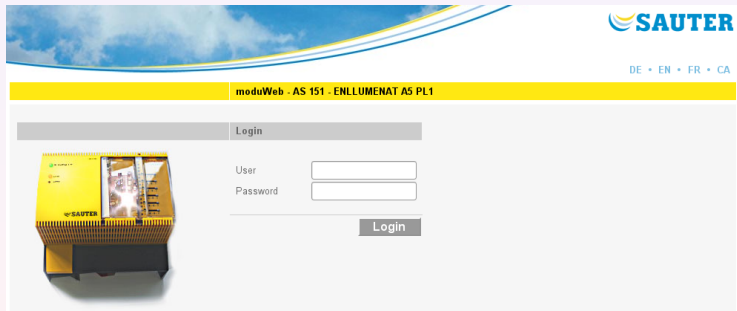 SAUTER
DE • EN • FR • CA
moduWeb - AS 151 - ENLLUMENAT A5 PL1
Login
User
Password
SAUTER
Login